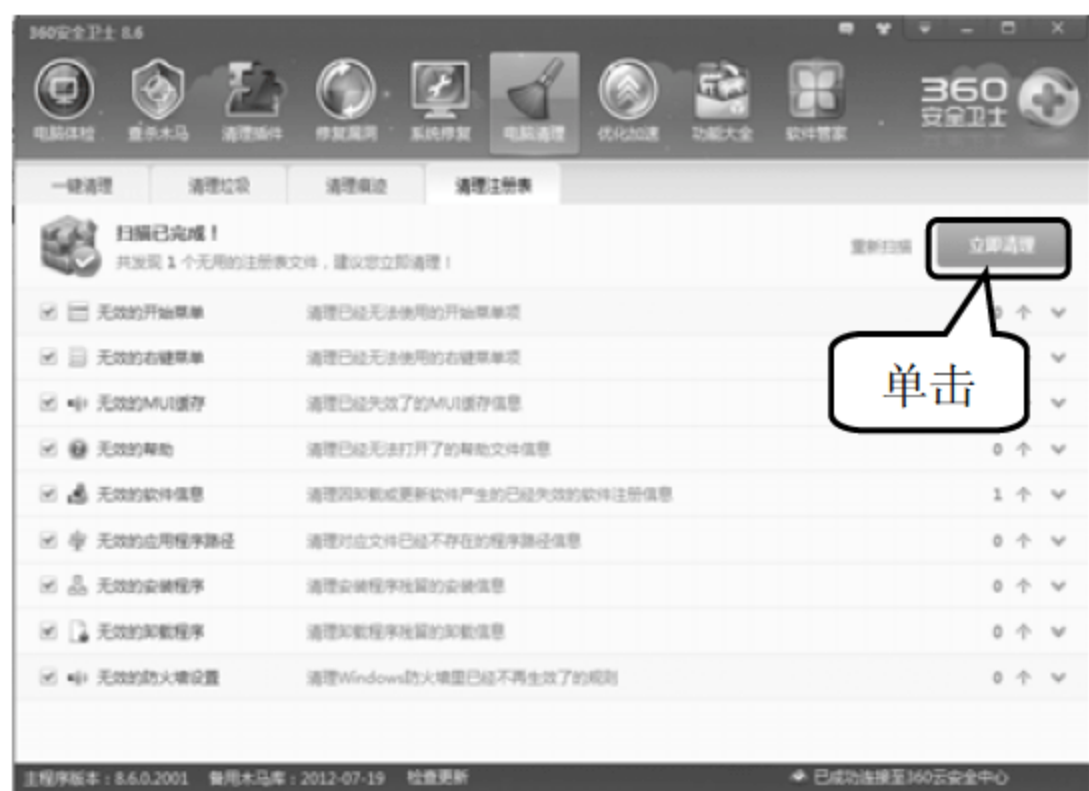 360安全卫士 8.6
电脑体检 查杀木马 清理插件 修复漏洞 系统修复 电脑清理 优化加速 功能大全 软件管家
360
安全卫士
一键清理 清理垃圾 清理痕迹 清理注册表
扫描已完成！
共发现 1 个无用的注册表文件，建议您立即清理！
重新扫描 立即清理
无效的开始菜单 清理已经无法使用的开始菜单项 0个
无效的右键菜单 清理已经无法使用的右键菜单项
单击
无效的MUI缓存 清理已经失效了的MUI缓存信息
无效的帮助 清理已经无法打开了的帮助文件信息 0 个
无效的软件信息 清理因卸载或更新软件产生的已经失效的软件注册信息 1 个
无效的应用程序路径 清理对应文件已经不存在的程序路径信息 0 个
无效的安装程序 清理安装程序残留的安装信息 0 个
无效的卸载程序 清理卸载程序残留的卸载信息 0 个
无效的防火墙设置 清理Windows防火墙里已经不再生效了的规则 0 个
主程序版本：8.6.0.2001 备用木马库：2012-07-19 检查更新 已成功连接至360云安全中心